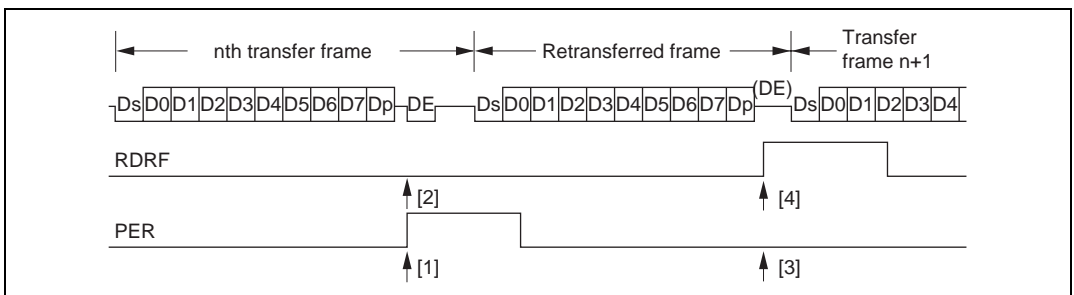 nth transfer frame Retransferred frame Transfer
frame n+1
(DE)
Ds D0 D1 D2 D3 D4 D5 D6 D7 Dp DE Ds D0 D1 D2 D3 D4 D5 D6 D7 Dp Ds D0 D1 D2 D3 D4
RDRF
[2] [4]
PER
[1] [3]